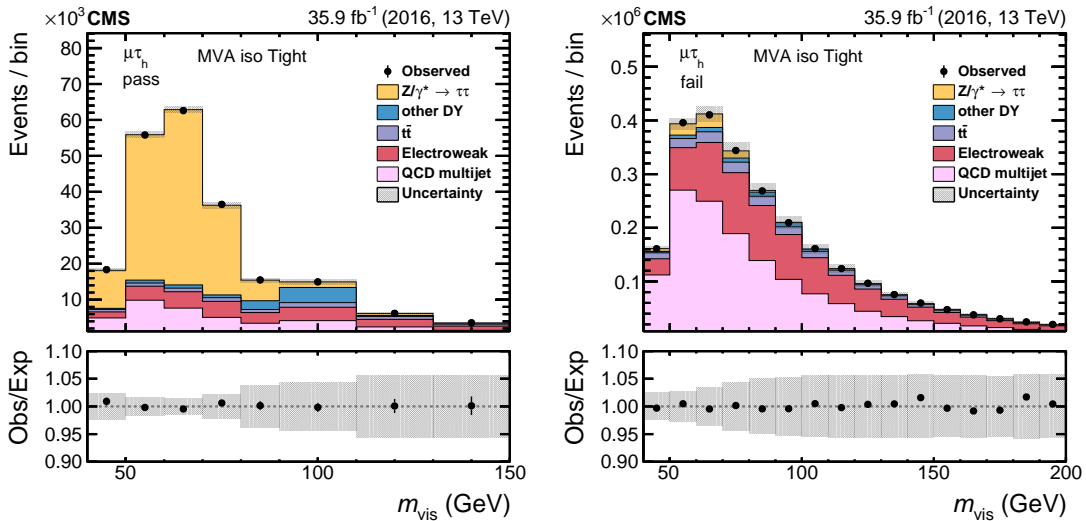 ×10³ CMS 35.9 fb⁻¹ (2016, 13 TeV)
Events / bin
80
70
60
50
40
30
20
10
μτ_h
pass
MVA iso Tight
Observed
Z/γ* → ττ
other DY
tt̄
Electroweak
QCD multijet
Uncertainty
Obs/Exp
1.10
1.05
1.00
0.95
0.90
50 100 150
m_vis (GeV)
×10⁶ CMS 35.9 fb⁻¹ (2016, 13 TeV)
Events / bin
0.5
0.4
0.3
0.2
0.1
μτ_h
fail
MVA iso Tight
Observed
Z/γ* → ττ
other DY
tt̄
Electroweak
QCD multijet
Uncertainty
Obs/Exp
1.10
1.05
1.00
0.95
0.90
50 100 150 200
m_vis (GeV)